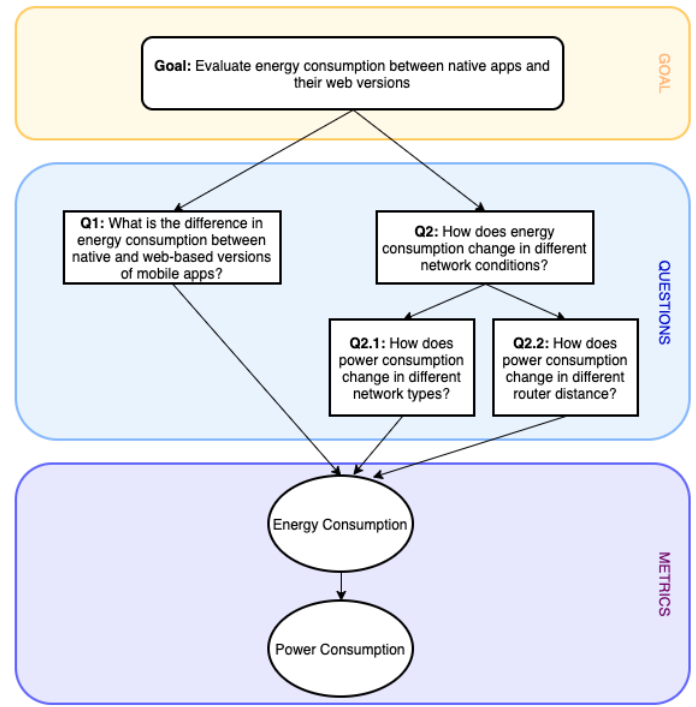 Goal: Evaluate energy consumption between native apps and
their web versions
GOAL
Q1: What is the difference in
energy consumption between
native and web-based versions
of mobile apps?
Q2: How does energy
consumption change in different
network conditions?
QUESTIONS
Q2.1: How does
power consumption
change in different
network types?
Q2.2: How does
power consumption
change in different
router distance?
Energy Consumption
METRICS
Power Consumption